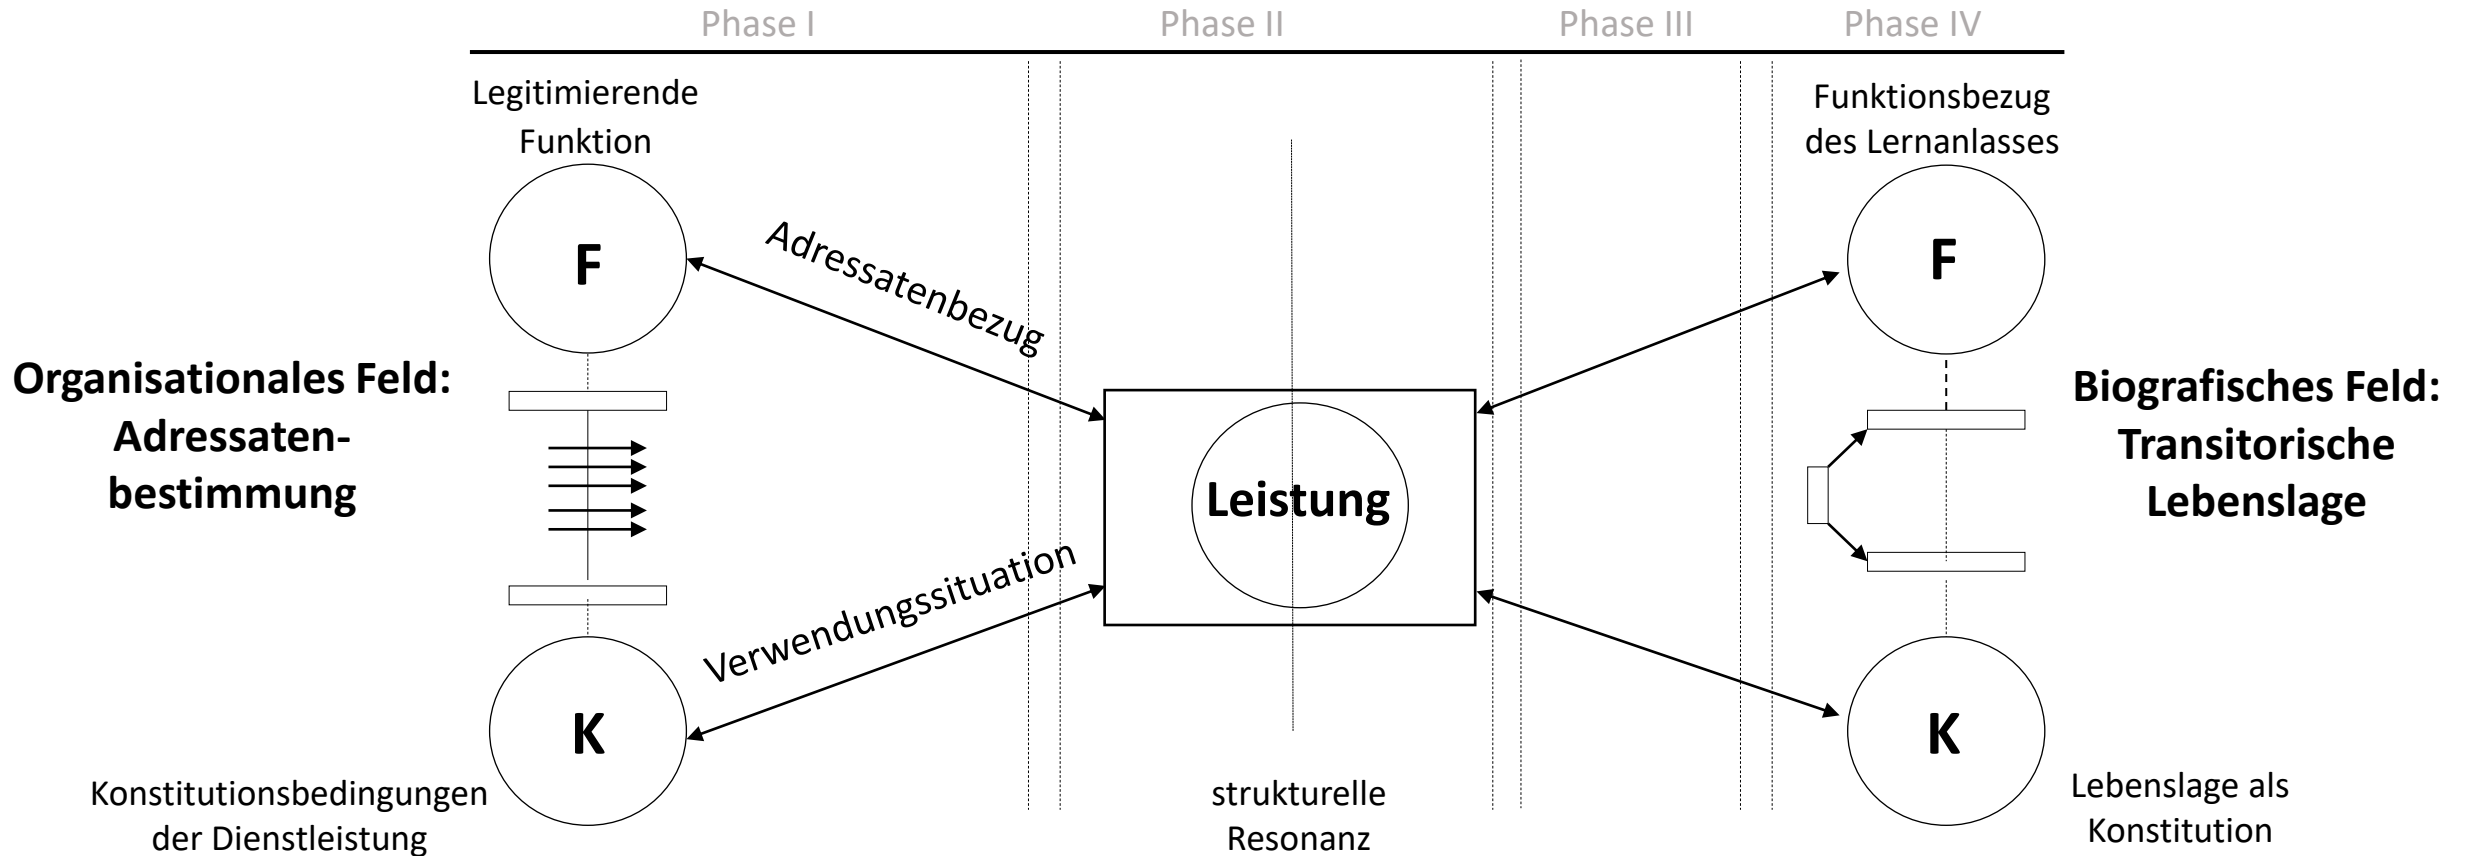 Phase I
Phase II
Phase III
Phase IV
Legitimierende
Funktion
F
Adressatenbezug
Organisationales Feld:
Adressaten-
bestimmung
Verwendungssituation
K
Konstitutionsbedingungen
der Dienstleistung
Leistung
strukturelle
Resonanz
Funktionsbezug
des Lernanlasses
F
Biografisches Feld:
Transitorische
Lebenslage
K
Lebenslage als
Konstitution